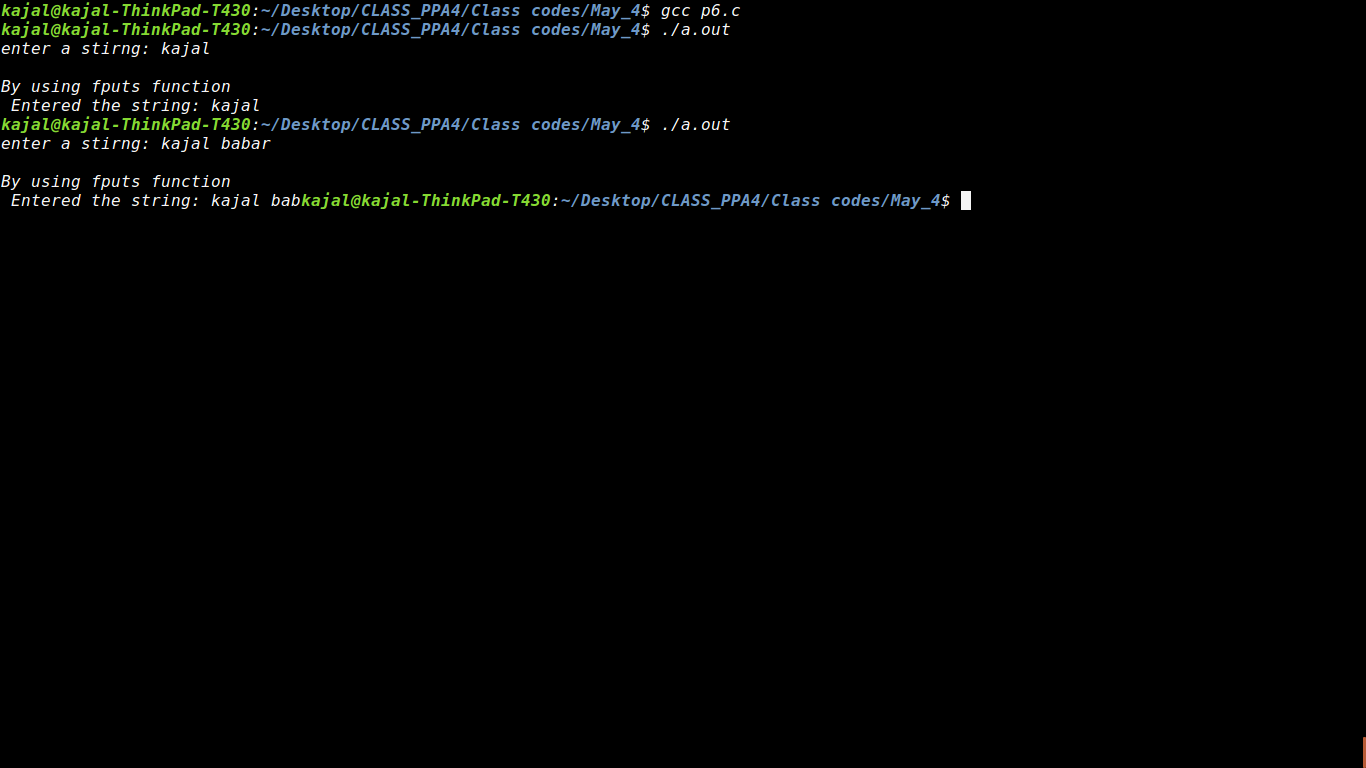 kajal@kajal-ThinkPad-T430:~/Desktop/CLASS_PPA4/Class codes/May_4$ gcc p6.c
kajal@kajal-ThinkPad-T430:~/Desktop/CLASS_PPA4/Class codes/May_4$ ./a.out
enter a stirng: kajal
By using fputs function
Entered the string: kajal
kajal@kajal-ThinkPad-T430:~/Desktop/CLASS_PPA4/Class codes/May_4$ ./a.out
enter a stirng: kajal babar
By using fputs function
Entered the string: kajal babkajal@kajal-ThinkPad-T430:~/Desktop/CLASS_PPA4/Class codes/May_4$